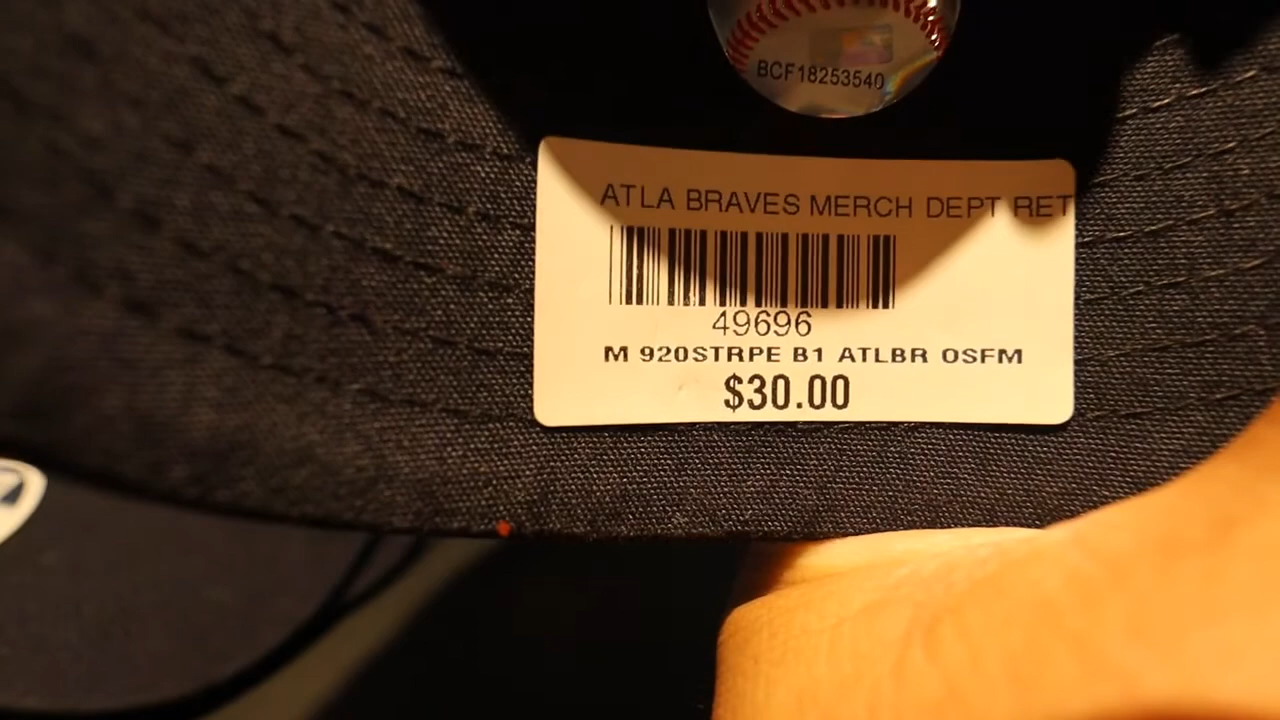 BCF18253540
ATLA BRAVES MERCH DEPT RET
49696
M 920STRPE B1 ATLBR OSFM
$30.00